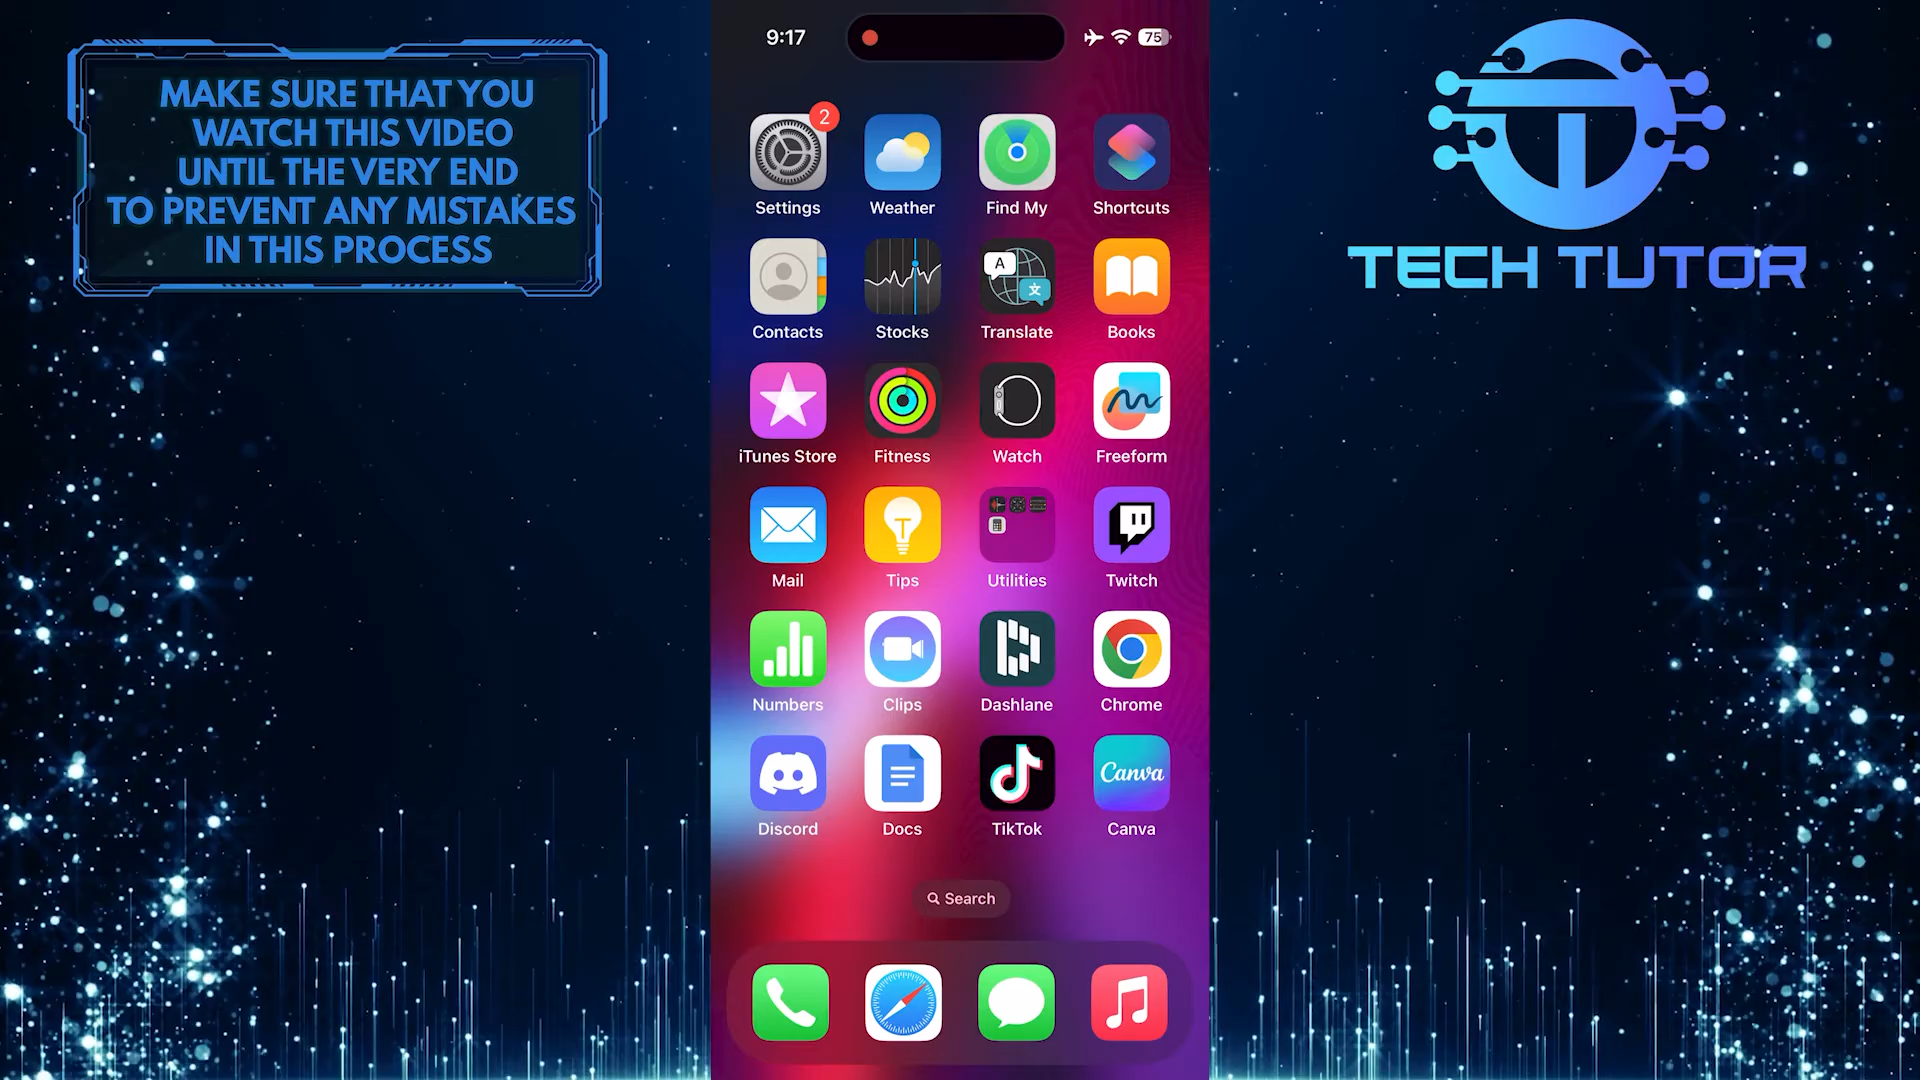 MAKE SURE THAT YOU
WATCH THIS VIDEO
UNTIL THE VERY END
TO PREVENT ANY MISTAKES
IN THIS PROCESS
9:17
75
2
Settings
Weather
Find My
Shortcuts
A
文
Contacts
Stocks
Translate
Books
iTunes Store
Fitness
Watch
Freeform
Mail
Tips
Utilities
Twitch
Numbers
Clips
Dashlane
Chrome
Canva
Discord
Docs
TikTok
Canva
Search
TECH TUTOR